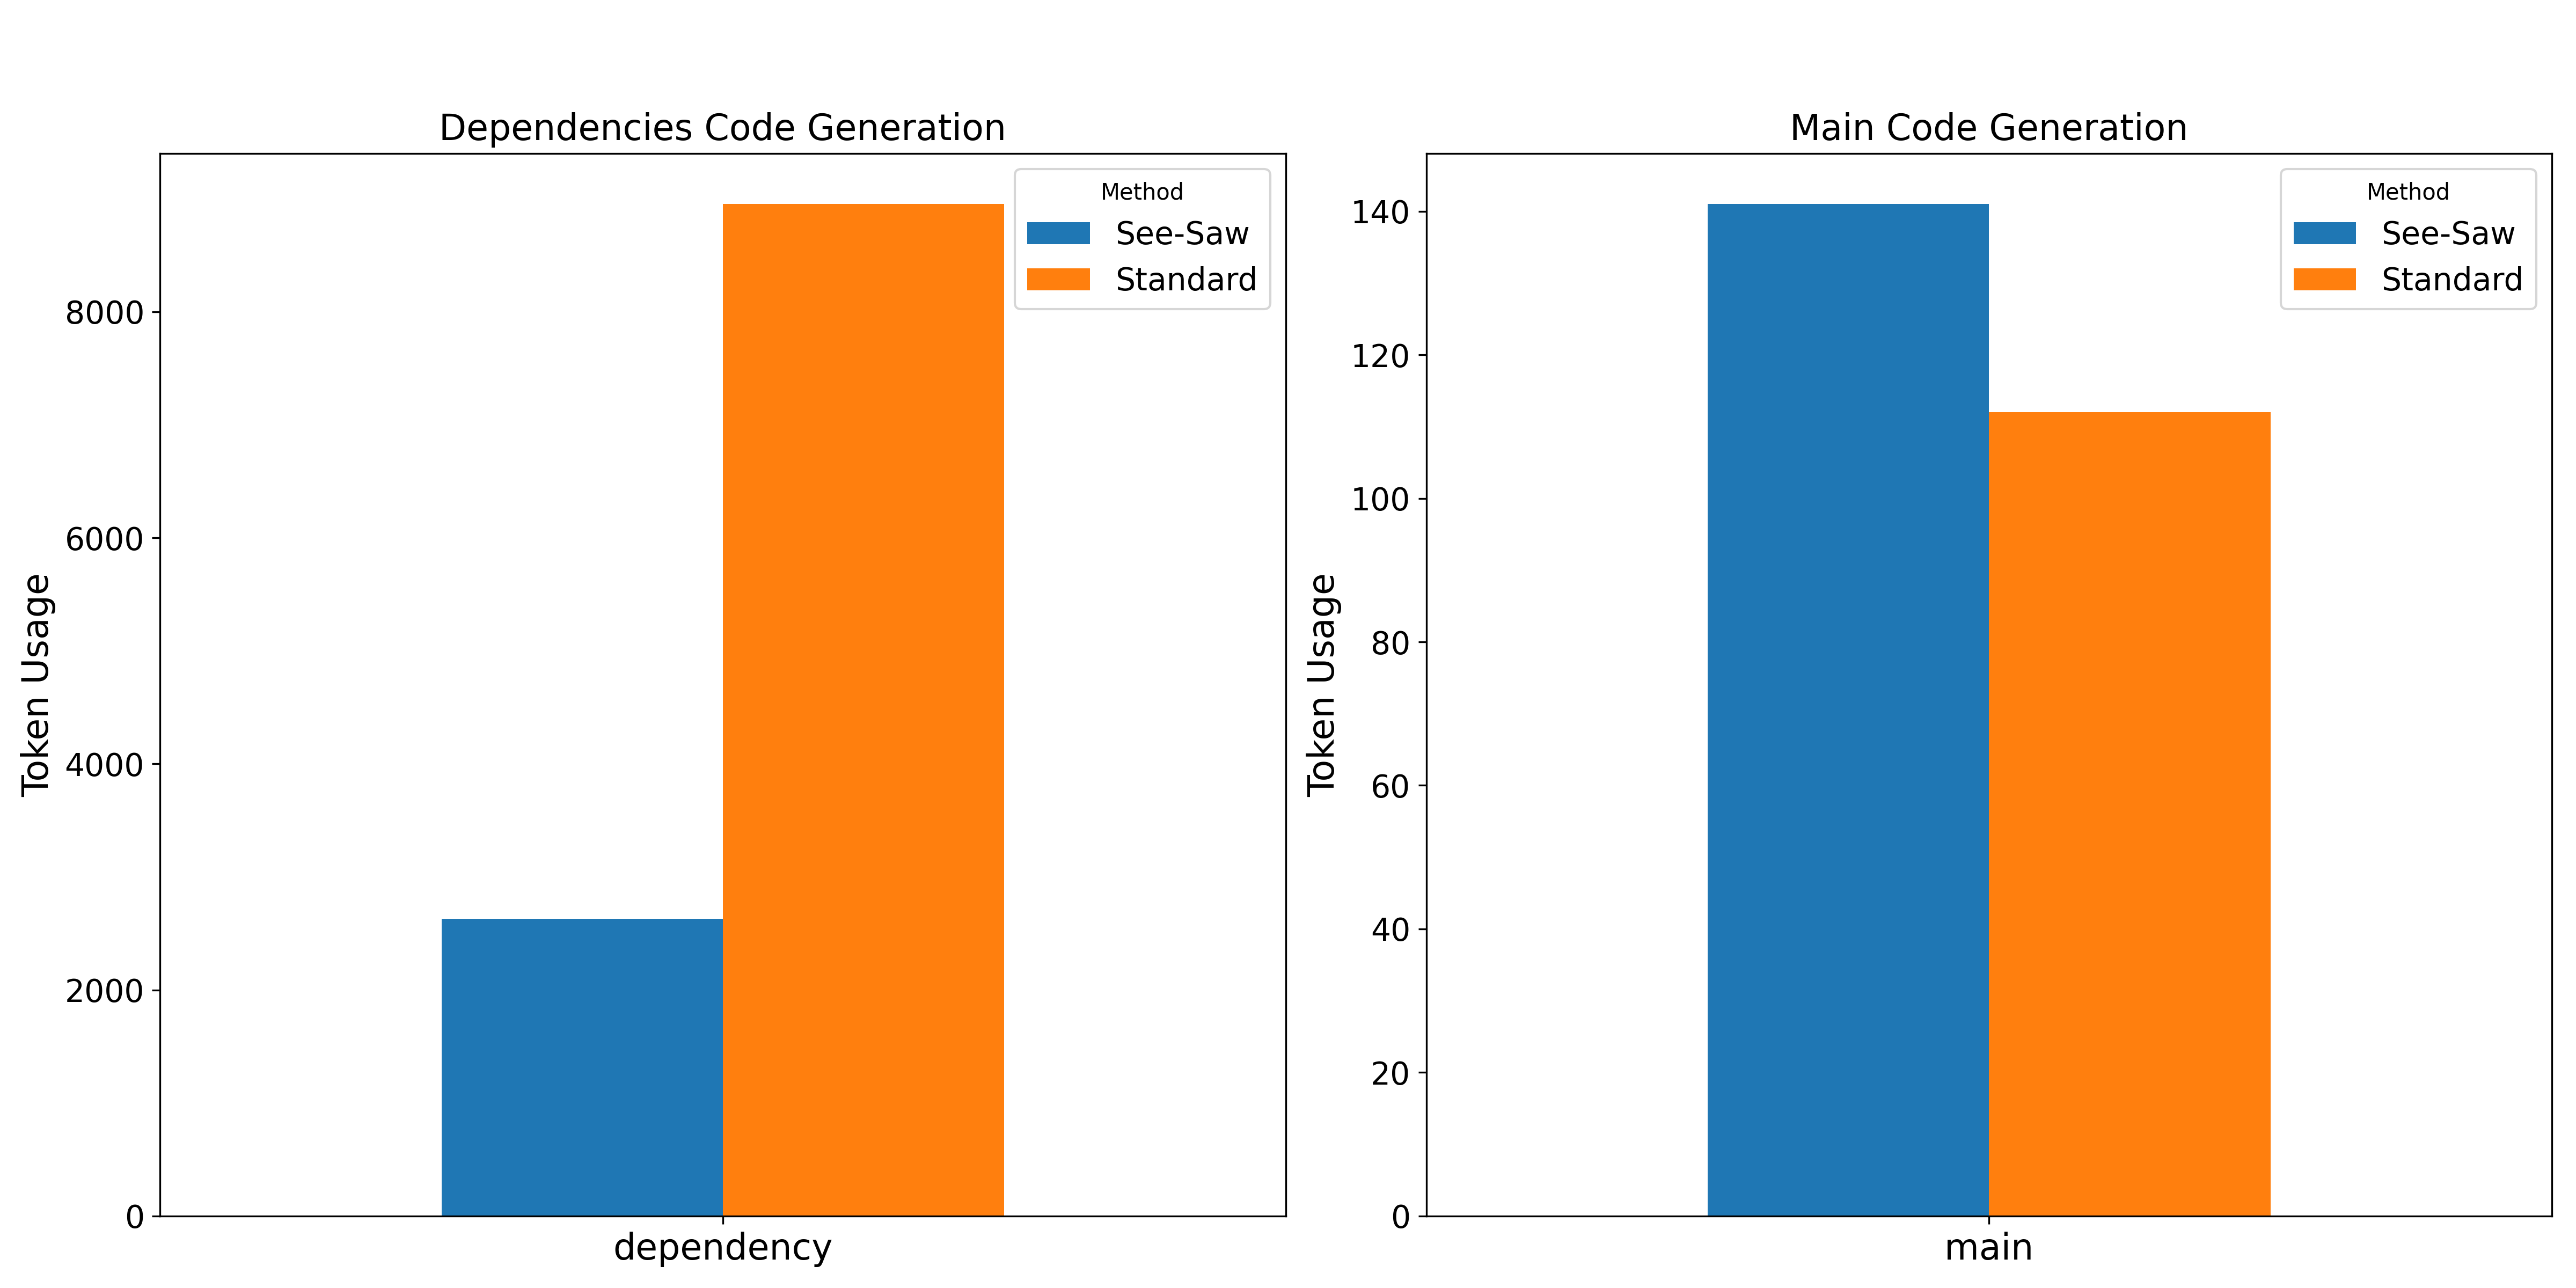 Dependencies Code Generation
Token Usage
8000
6000
4000
2000
0
dependency
Method
See-Saw
Standard
Main Code Generation
Token Usage
140
120
100
80
60
40
20
0
main
Method
See-Saw
Standard